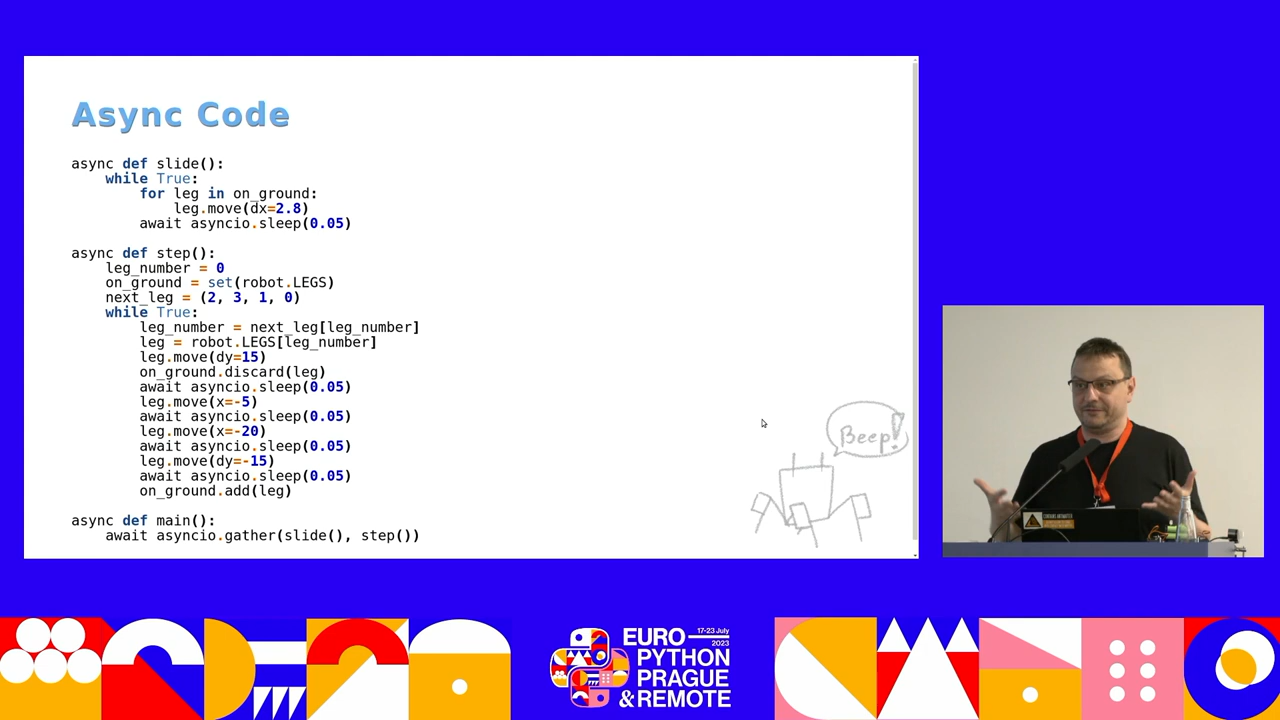 Async Code
async def slide():
    while True:
        for leg in on_ground:
            leg.move(dx=2.8)
        await asyncio.sleep(0.05)
async def step():
    leg_number = 0
    on_ground = set(robot.LEGS)
    next_leg = (2, 3, 1, 0)
    while True:
        leg_number = next_leg[leg_number]
        leg = robot.LEGS[leg_number]
        leg.move(dy=15)
        on_ground.discard(leg)
        await asyncio.sleep(0.05)
        leg.move(x=-5)
        await asyncio.sleep(0.05)
        leg.move(x=-20)
        await asyncio.sleep(0.05)
        leg.move(dy=-15)
        await asyncio.sleep(0.05)
        on_ground.add(leg)
async def main():
    await asyncio.gather(slide(), step())
Beep!
EURO
17-23 July
2023
PYTHON
PRAGUE
& REMOTE